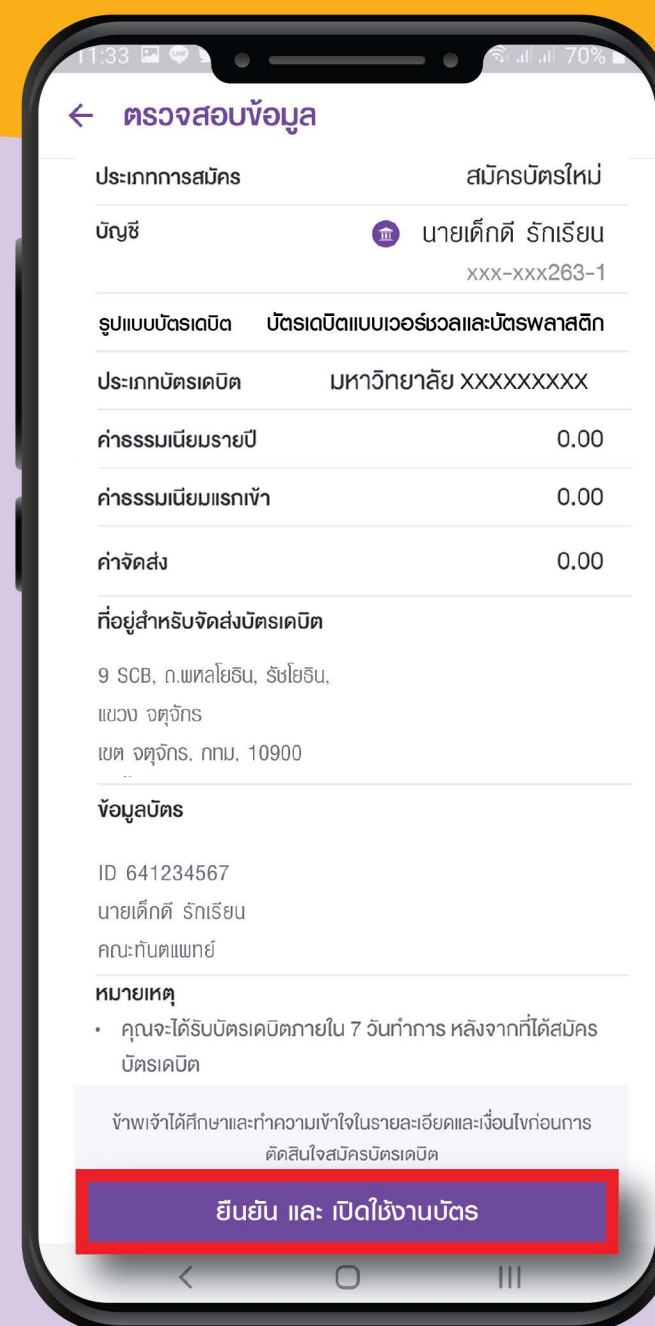 11:33 70%
← ตรวจสอบข้อมูล
ประเภทการสมัคร สมัครบัตรใหม่
บัญชี นายเด็กดี รักเรียน
xxx-xxx263-1
รูปแบบบัตรเดบิต บัตรเดบิตแบบเวอร์ชวลและบัตรพลาสติก
ประเภทบัตรเดบิต มหาวิทยาลัย XXXXXXXXX
ค่าธรรมเนียมรายปี 0.00
ค่าธรรมเนียมแรกเข้า 0.00
ค่าจัดส่ง 0.00
ที่อยู่สำหรับจัดส่งบัตรเดบิต
9 SCB, ถ.พหลโยธิน, รัชโยธิน,
แขวง จตุจักร
เขต จตุจักร, กทม, 10900
ข้อมูลบัตร
ID 641234567
นายเด็กดี รักเรียน
คณะทันตแพทย์
หมายเหตุ
• คุณจะได้รับบัตรเดบิตภายใน 7 วันทำการ หลังจากที่ได้สมัคร
บัตรเดบิต
ข้าพเจ้าได้ศึกษาและทำความเข้าใจในรายละเอียดและเงื่อนไขก่อนการ
ตัดสินใจสมัครบัตรเดบิต
ยืนยัน และ เปิดใช้งานบัตร